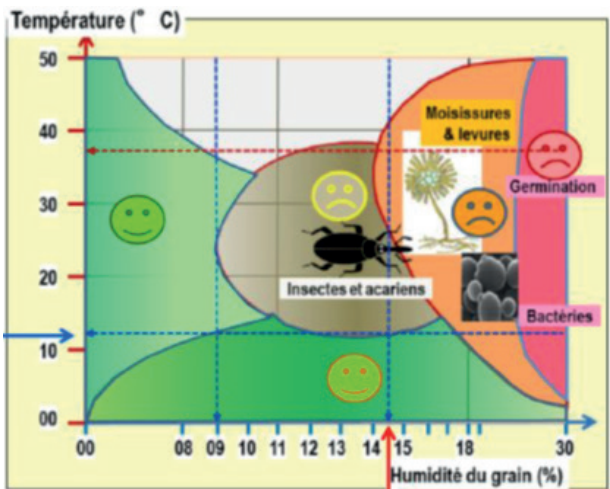 Température (° C)
50
40
30
20
10
00
Moisissures
& levures
Germination
Insectes et acariens
Bactéries
00 08 09 10 11 12 13 14 15 18 30
Humidité du grain (%)